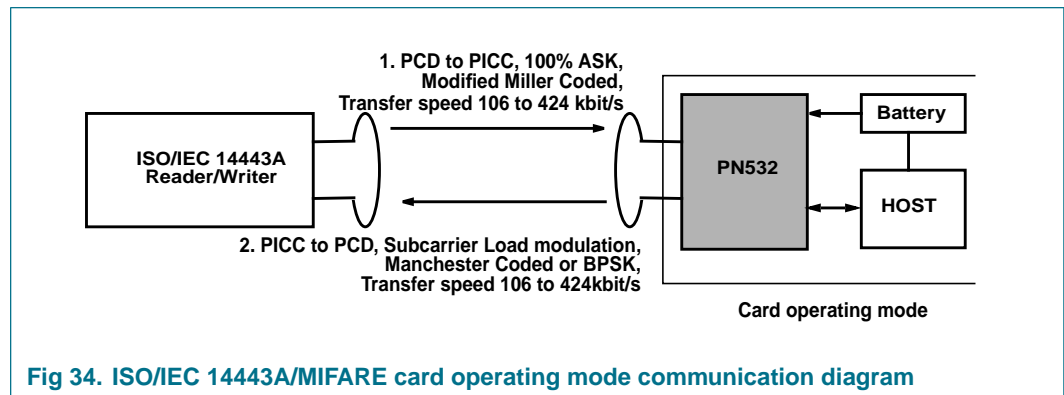 1. PCD to PICC, 100% ASK,
Modified Miller Coded,
Transfer speed 106 to 424 kbit/s
ISO/IEC 14443A
Reader/Writer
PN532
Battery
HOST
2. PICC to PCD, Subcarrier Load modulation,
Manchester Coded or BPSK,
Transfer speed 106 to 424kbit/s
Card operating mode
Fig 34. ISO/IEC 14443A/MIFARE card operating mode communication diagram